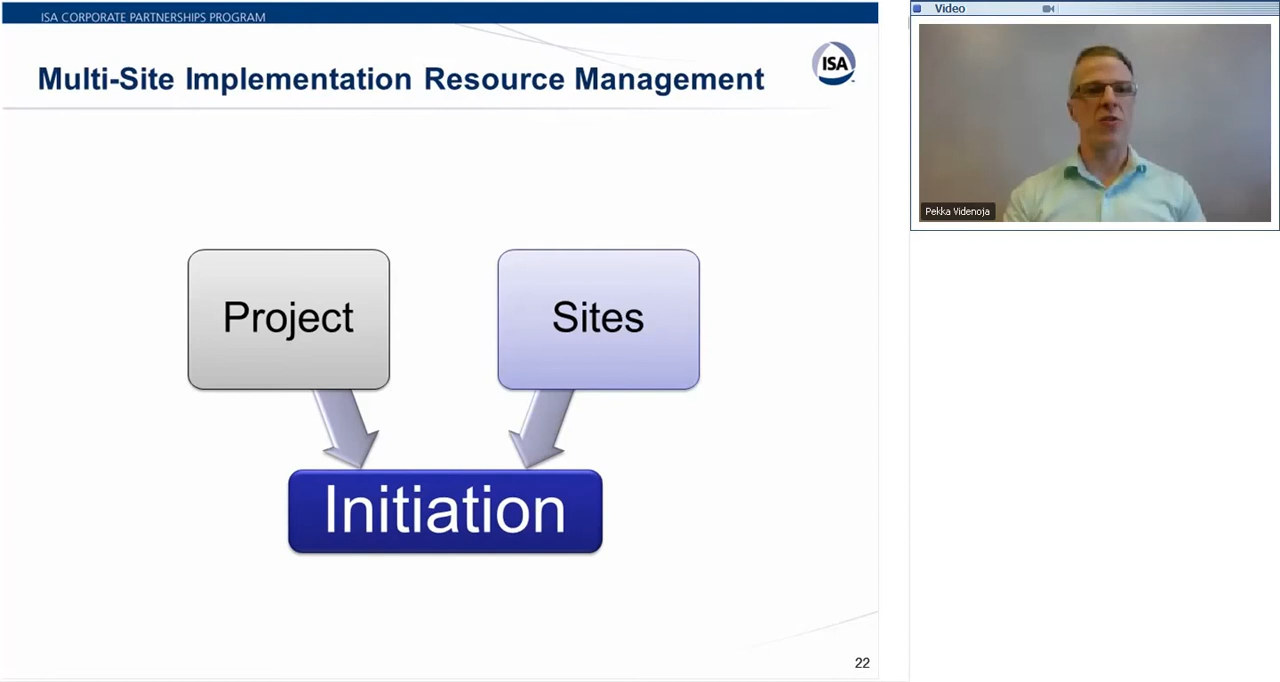 ISA CORPORATE PARTNERSHIPS PROGRAM
Multi-Site Implementation Resource Management
ISA
Project
Sites
Initiation
22
Video
Pekka Videnoja